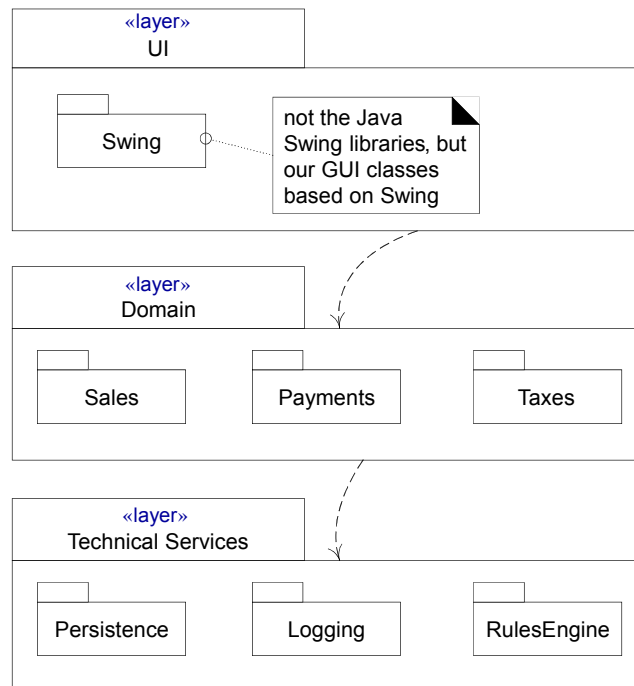 «layer»
UI
Swing
not the Java
Swing libraries, but
our GUI classes
based on Swing
«layer»
Domain
Sales
Payments
Taxes
«layer»
Technical Services
Persistence
Logging
RulesEngine